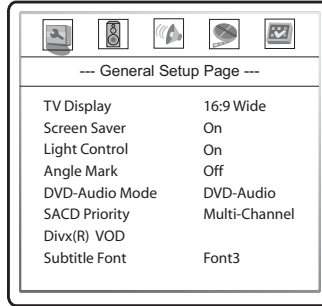 --- General Setup Page ---
TV Display 16:9 Wide
Screen Saver On
Light Control On
Angle Mark Off
DVD-Audio Mode DVD-Audio
SACD Priority Multi-Channel
Divx(R) VOD
Subtitle Font Font3